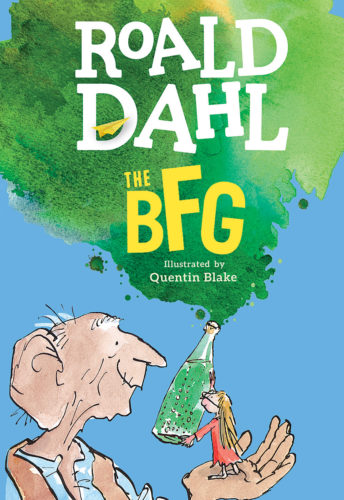 ROALD
DAHL
THE
BFG
Illustrated by
Quentin Blake